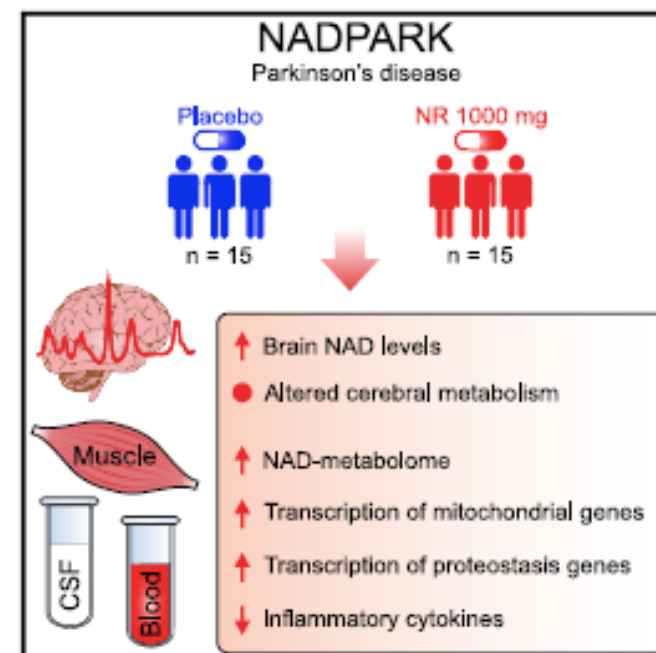 NADPARK
Parkinson's disease
Placebo
NR 1000 mg
n = 15
n = 15
Brain NAD levels
Altered cerebral metabolism
Muscle
NAD-metabolome
Transcription of mitochondrial genes
Transcription of proteostasis genes
Inflammatory cytokines
CSF
Blood